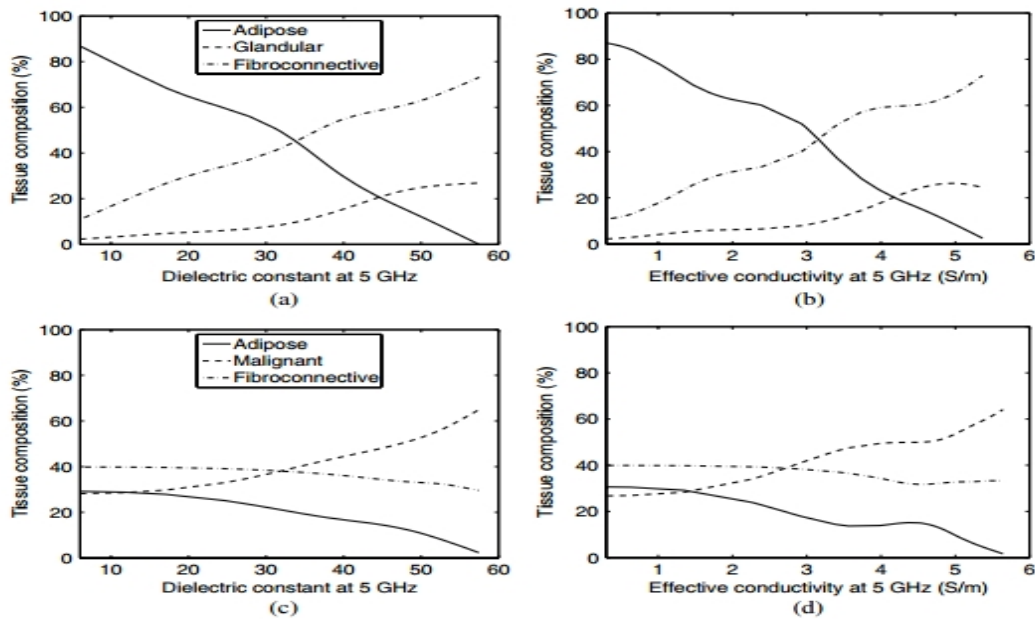 100
80
60
40
20
0
Tissue composition (%)
Adipose
Glandular
Fibroconnective
10 20 30 40 50 60
Dielectric constant at 5 GHz
(a)
100
80
60
40
20
0
Tissue composition (%)
1 2 3 4 5 6
Effective conductivity at 5 GHz (S/m)
(b)
100
80
60
40
20
0
Tissue composition (%)
Adipose
Malignant
Fibroconnective
10 20 30 40 50 60
Dielectric constant at 5 GHz
(c)
100
80
60
40
20
0
Tissue composition (%)
1 2 3 4 5 6
Effective conductivity at 5 GHz (S/m)
(d)